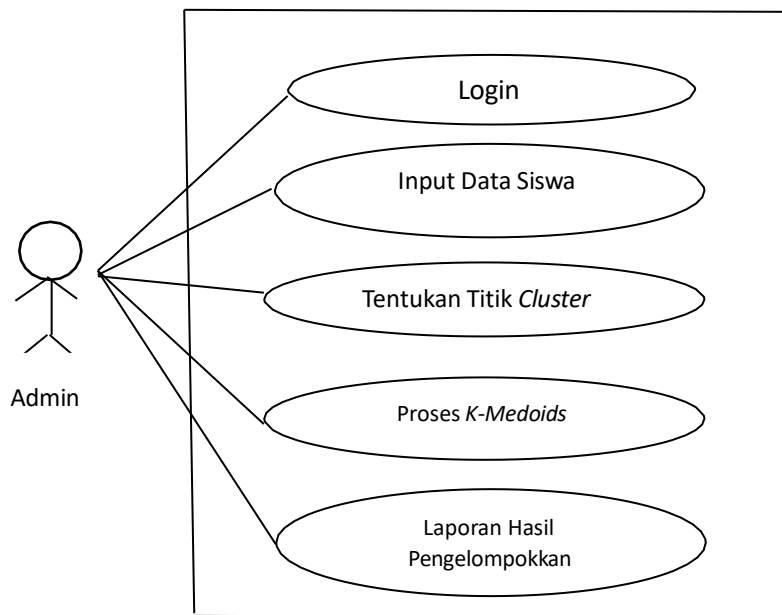 Login
Input Data Siswa
Tentukan Titik Cluster
Admin
Proses K-Medoids
Laporan Hasil
Pengelompokkan